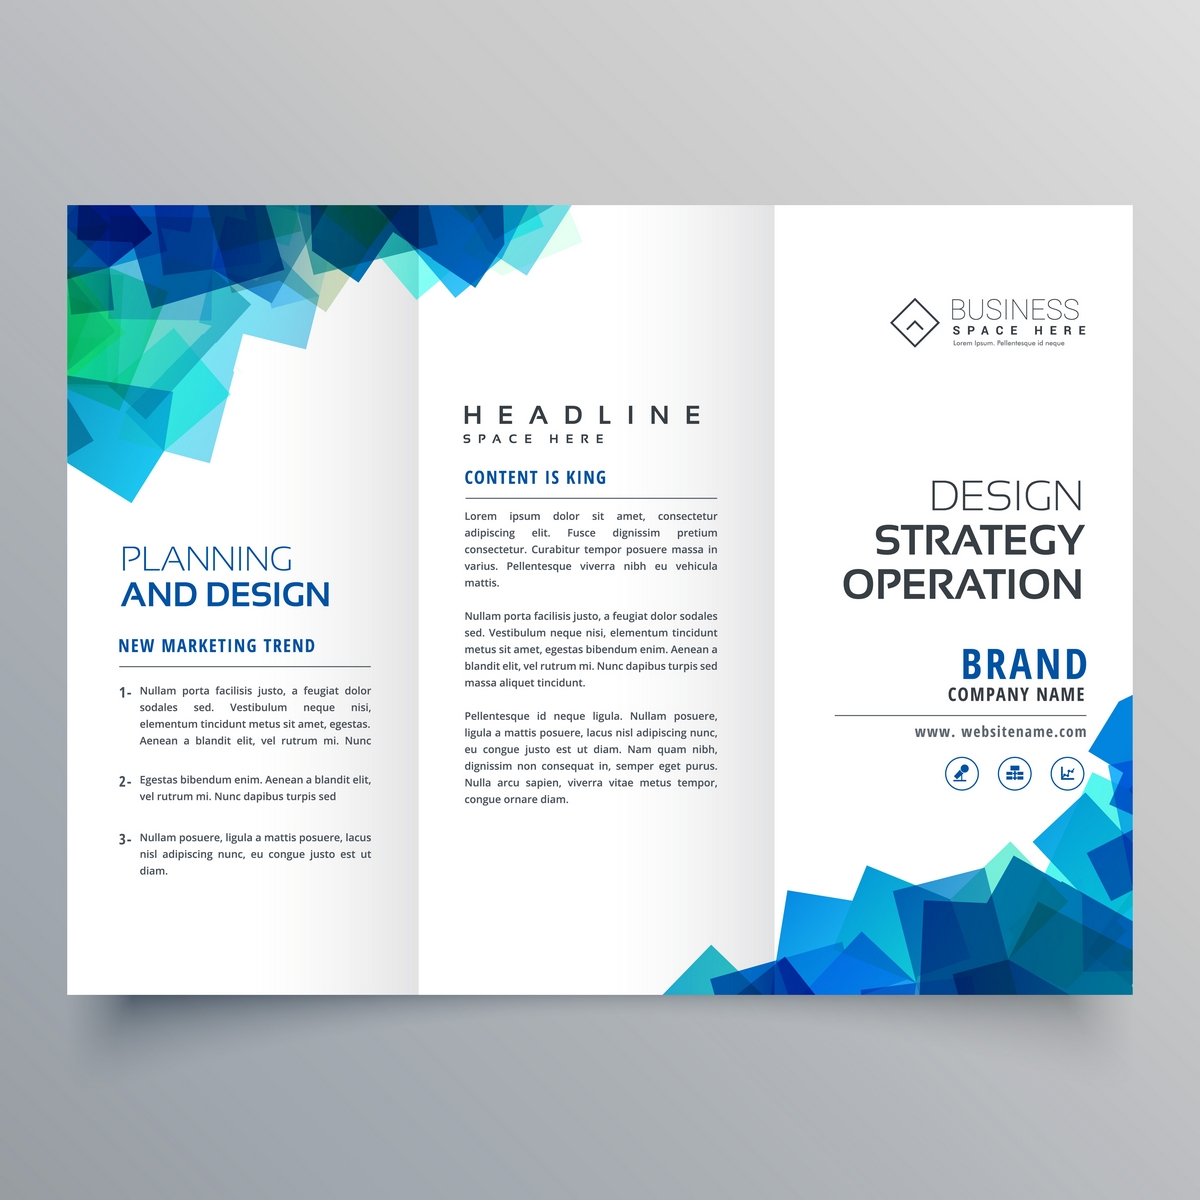 PLANNING
AND DESIGN
NEW MARKETING TREND
1- Nullam porta facilisis justo, a feugiat dolor
sodales sed. Vestibulum neque nisi,
elementum tincidunt metus sit amet, egestas.
Aenean a blandit elit, vel rutrum mi. Nunc
2- Egestas bibendum enim. Aenean a blandit elit,
vel rutrum mi. Nunc dapibus turpis sed
3- Nullam posuere, ligula a mattis posuere, lacus
nisl adipiscing nunc, eu congue justo est ut
diam.
HEADLINE
SPACE HERE
CONTENT IS KING
Lorem ipsum dolor sit amet, consectetur
adipiscing elit. Fusce dignissim pretium
consectetur. Curabitur tempor posuere massa in
varius. Pellentesque viverra nibh eu vehicula
mattis.
Nullam porta facilisis justo, a feugiat dolor sodales
sed. Vestibulum neque nisi, elementum tincidunt
metus sit amet, egestas bibendum enim. Aenean a
blandit elit, vel rutrum mi. Nunc dapibus turpis sed
massa aliquet tincidunt.
Pellentesque id neque ligula. Nullam posuere,
ligula a mattis posuere, lacus nisl adipiscing nunc,
eu congue justo est ut diam. Nam quam nibh,
dignissim non consequat in, semper eget purus.
Nulla arcu sapien, viverra vitae metus tempor,
congue ornare diam.
BUSINESS
SPACE HERE
Lorem Ipsum. Pellentesque id neque
DESIGN
STRATEGY
OPERATION
BRAND
COMPANY NAME
www. websitename.com